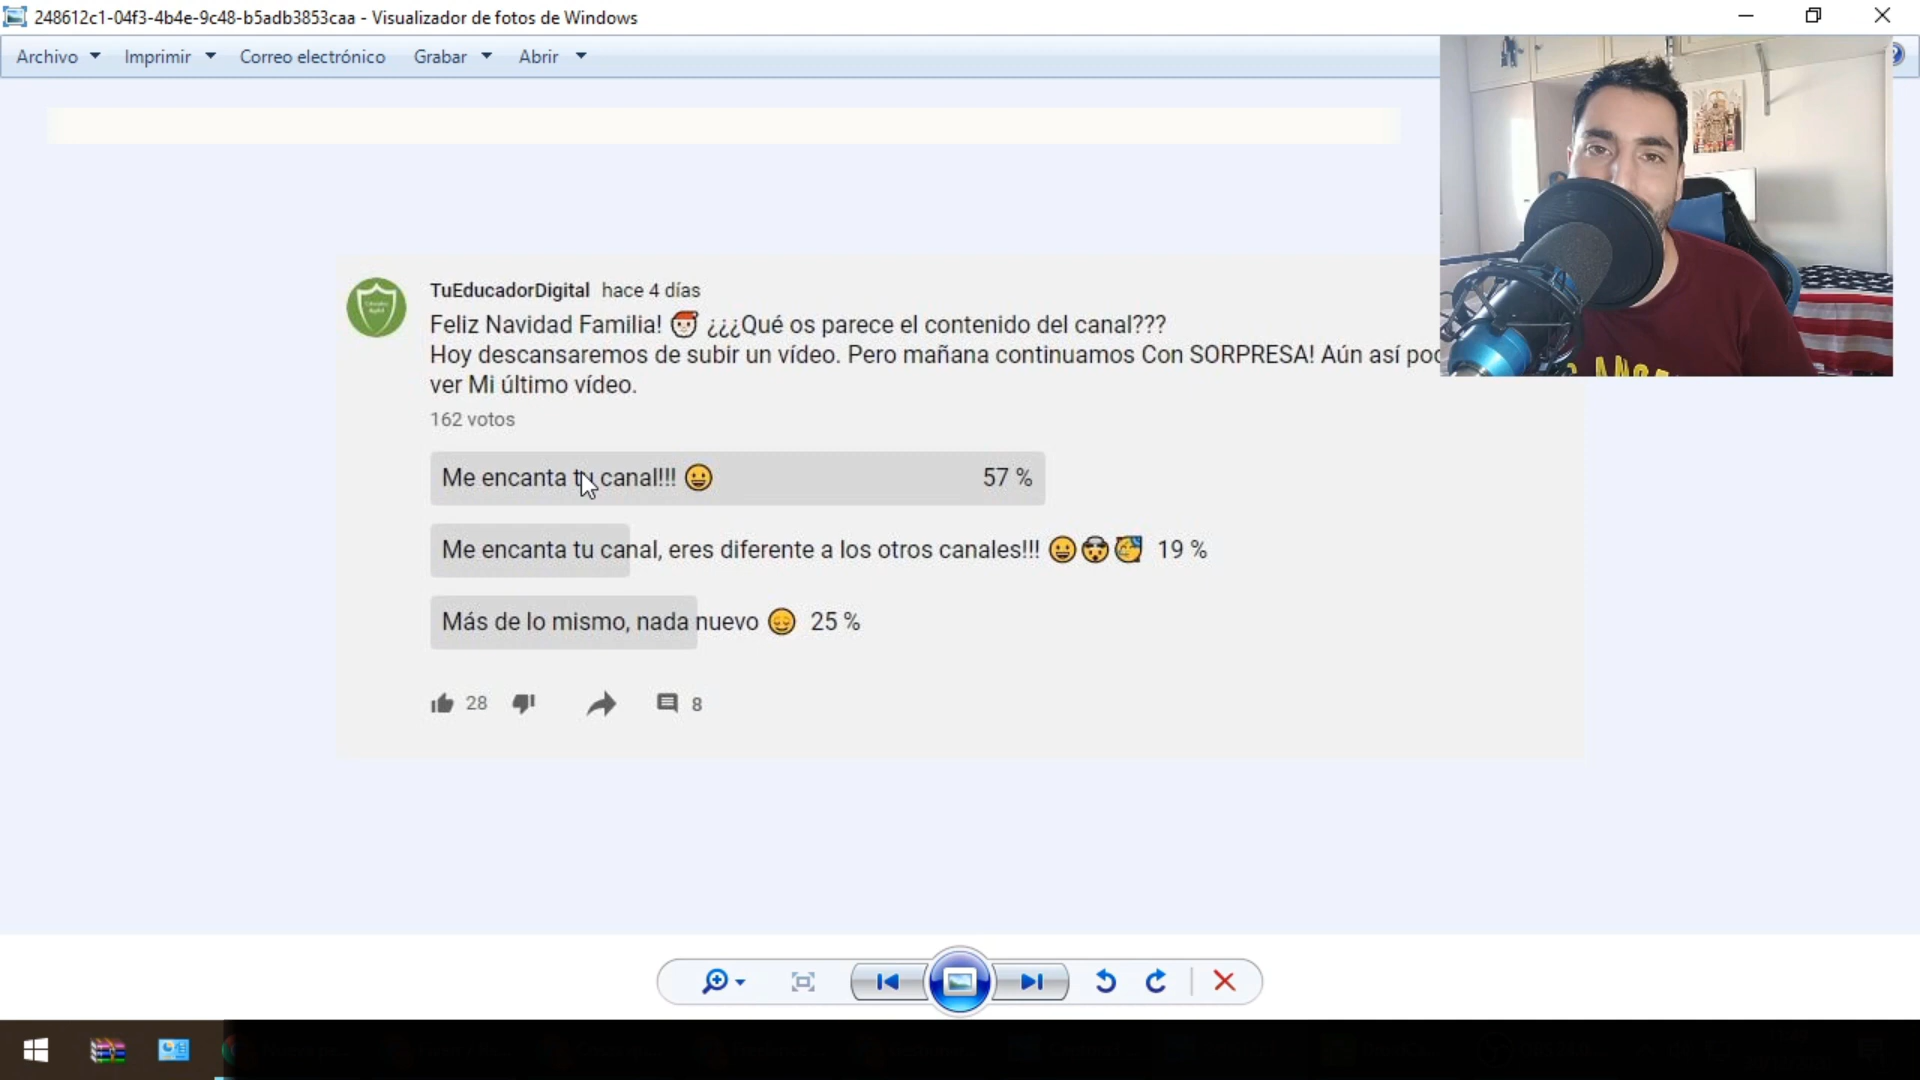 248612c1-04f3-4b4e-9c48-b5adb3853caa - Visualizador de fotos de Windows
Archivo Imprimir Correo electrónico Grabar Abrir
TuEducadorDigital hace 4 días
Feliz Navidad Familia! 🎅 ¿¿¿Qué os parece el contenido del canal???
Hoy descansaremos de subir un vídeo. Pero mañana continuamos Con SORPRESA! Aún así
ver Mi último vídeo.
162 votos
Me encanta tu canal!!! 😀 57 %
Me encanta tu canal, eres diferente a los otros canales!!! 😀🤯🥳 19 %
Más de lo mismo, nada nuevo 😔 25 %
28 8